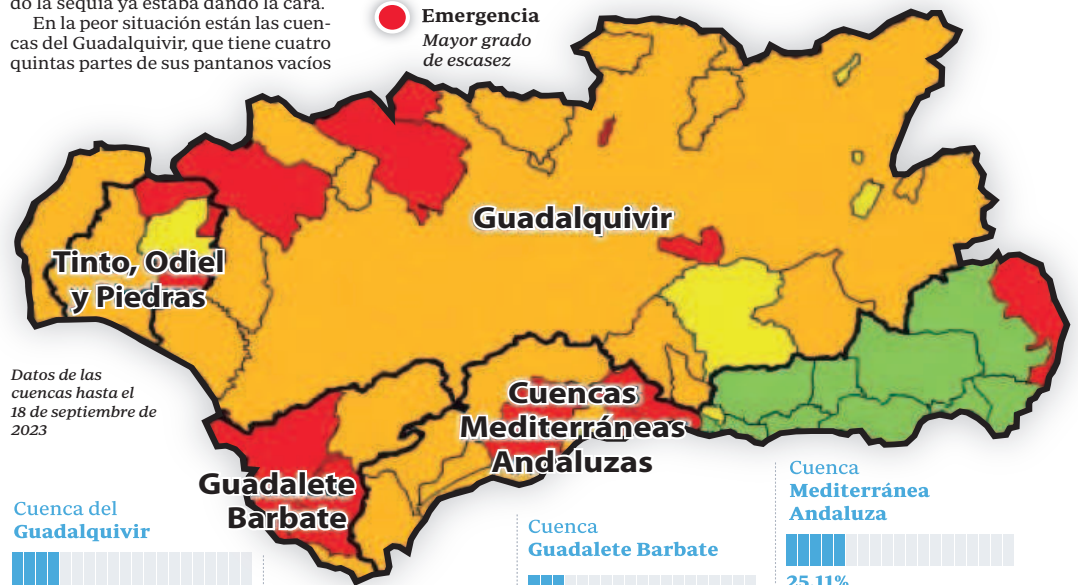 do la sequía ya estaba dando la cara.
En la peor situación están las cuen-
cas del Guadalquivir, que tiene cuatro
quintas partes de sus pantanos vacíos
Emergencia
Mayor grado
de escasez
Guadalquivir
Tinto, Odiel
y Piedras
Datos de las
cuencas hasta el
18 de septiembre de
2023
Cuencas
Mediterráneas
Andaluzas
Guadalete
Barbate
Cuenca del
Guadalquivir
Cuenca
Guadalete Barbate
Cuenca
Mediterránea
Andaluza
25,11%